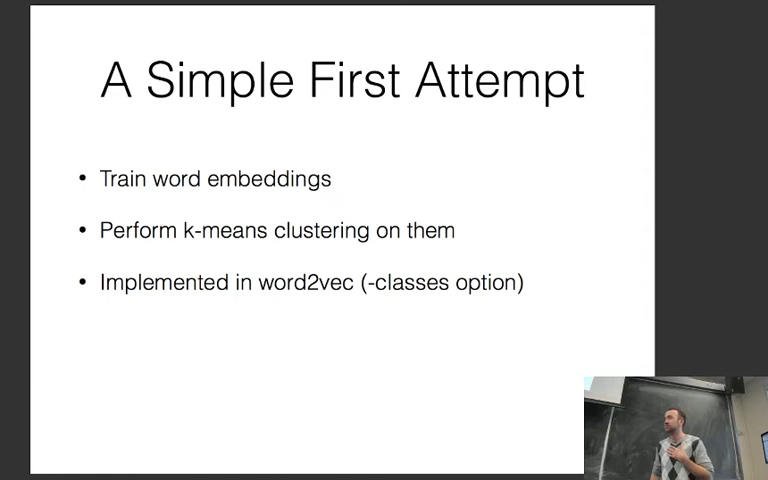 A Simple First Attempt
• Train word embeddings
• Perform k-means clustering on them
• Implemented in word2vec (-classes option)